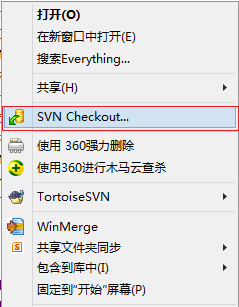 打开(O)
在新窗口中打开(E)
搜索Everything...
共享(H)
SVN Checkout...
使用 360强力删除
使用360进行木马云查杀
TortoiseSVN
WinMerge
共享文件夹同步
包含到库中(I)
固定到"开始"屏幕(P)